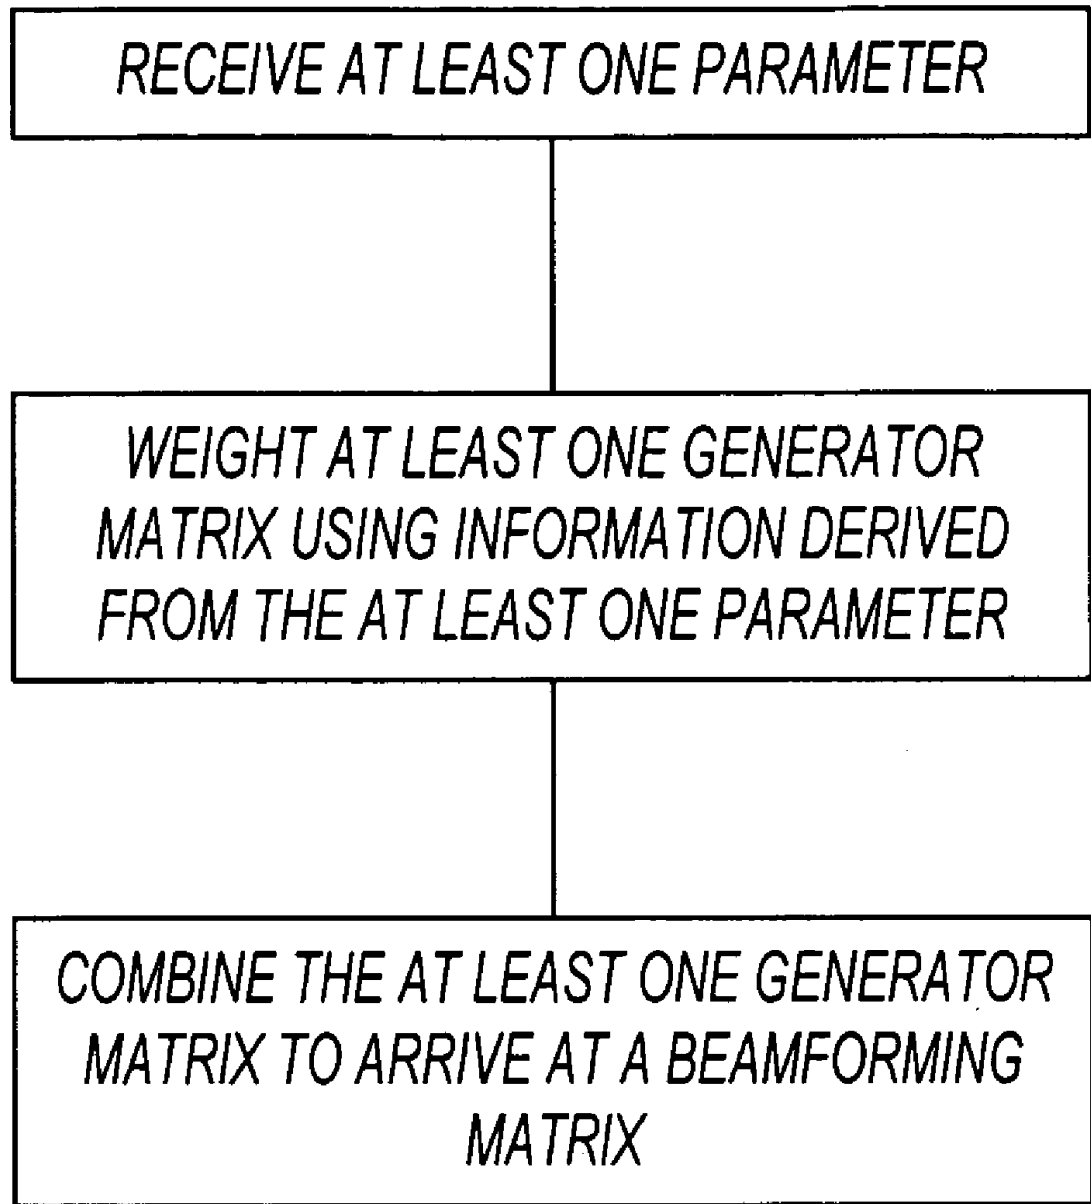 RECEIVE AT LEAST ONE PARAMETER
WEIGHT AT LEAST ONE GENERATOR
MATRIX USING INFORMATION DERIVED
FROM THE AT LEAST ONE PARAMETER
COMBINE THE AT LEAST ONE GENERATOR
MATRIX TO ARRIVE AT A BEAMFORMING
MATRIX